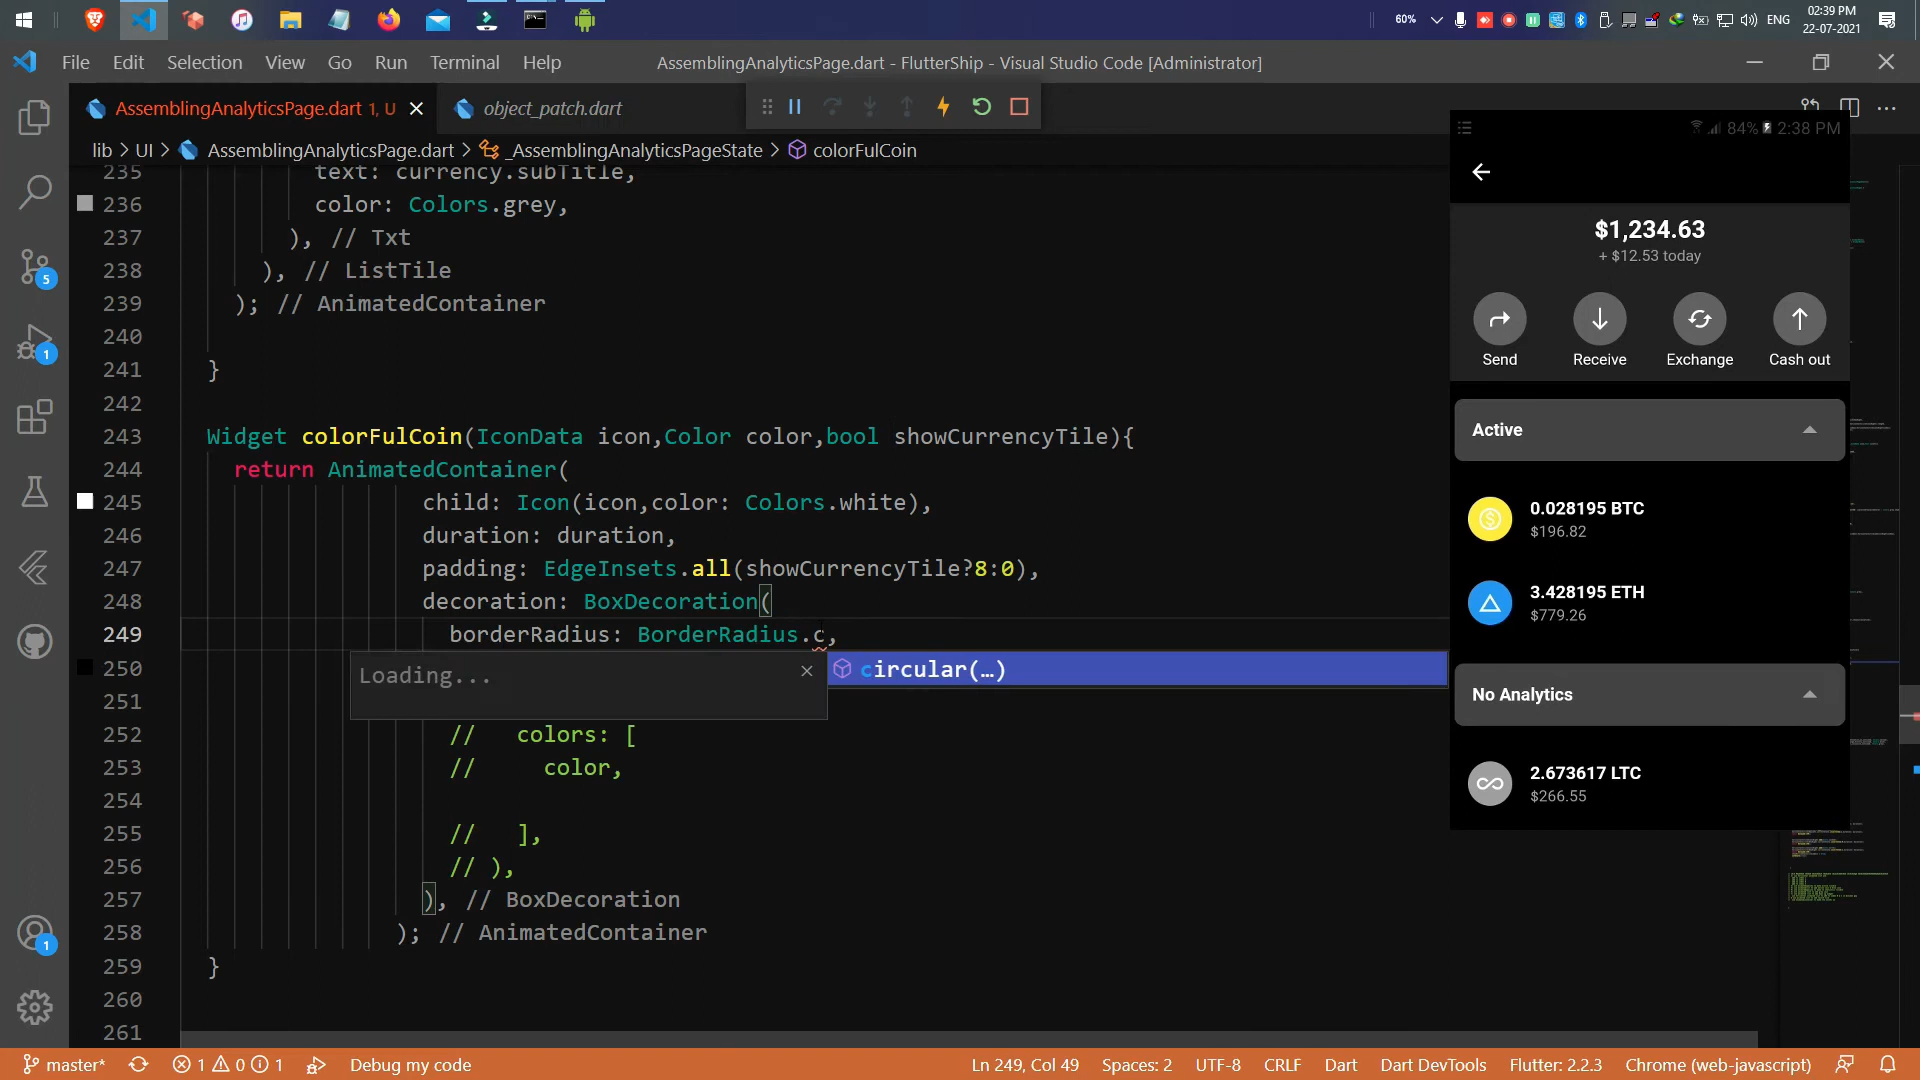 60%
ENG
02:39 PM
22-07-2021
File Edit Selection View Go Run Terminal Help
AssemblingAnalyticsPage.dart - FlutterShip - Visual Studio Code [Administrator]
AssemblingAnalyticsPage.dart 1, U
object_patch.dart
lib > UI > AssemblingAnalyticsPage.dart > _AssemblingAnalyticsPageState > colorFulCoin
235 text: currency.subTitle,
236 color: Colors.grey,
237 ), // Txt
238 ), // ListTile
239 ); // AnimatedContainer
240
241 }
242
243 Widget colorFulCoin(IconData icon,Color color,bool showCurrencyTile){
244 return AnimatedContainer(
245 child: Icon(icon,color: Colors.white),
246 duration: duration,
247 padding: EdgeInsets.all(showCurrencyTile?8:0),
248 decoration: BoxDecoration(
249 borderRadius: BorderRadius.c,
250
Loading...
circular(…)
251
252 // colors: [
253 // color,
254
255 // ],
256 // ),
257 ), // BoxDecoration
258 ); // AnimatedContainer
259 }
260
261
5
1
1
84% 2:38 PM
$1,234.63
+ $12.53 today
Send Receive Exchange Cash out
Active
0.028195 BTC
$196.82
3.428195 ETH
$779.26
No Analytics
2.673617 LTC
$266.55
master* 1 0 1 Debug my code Ln 249, Col 49 Spaces: 2 UTF-8 CRLF Dart Dart DevTools Flutter: 2.2.3 Chrome (web-javascript)